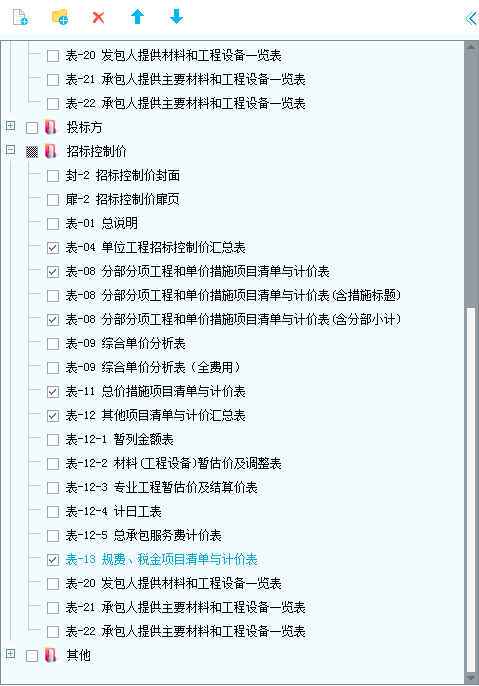 表-20 发包人提供材料和工程设备一览表
表-21 承包人提供主要材料和工程设备一览表
表-22 承包人提供主要材料和工程设备一览表
投标方
招标控制价
封-2 招标控制价封面
扉-2 招标控制价扉页
表-01 总说明
表-04 单位工程招标控制价汇总表
表-08 分部分项工程和单价措施项目清单与计价表
表-08 分部分项工程和单价措施项目清单与计价表(含措施标题)
表-08 分部分项工程和单价措施项目清单与计价表(含分部小计)
表-09 综合单价分析表
表-09 综合单价分析表（全费用）
表-11 总价措施项目清单与计价表
表-12 其他项目清单与计价汇总表
表-12-1 暂列金额表
表-12-2 材料(工程设备)暂估价及调整表
表-12-3 专业工程暂估价及结算价表
表-12-4 计日工表
表-12-5 总承包服务费计价表
表-13 规费、税金项目清单与计价表
表-20 发包人提供材料和工程设备一览表
表-21 承包人提供主要材料和工程设备一览表
表-22 承包人提供主要材料和工程设备一览表
其他